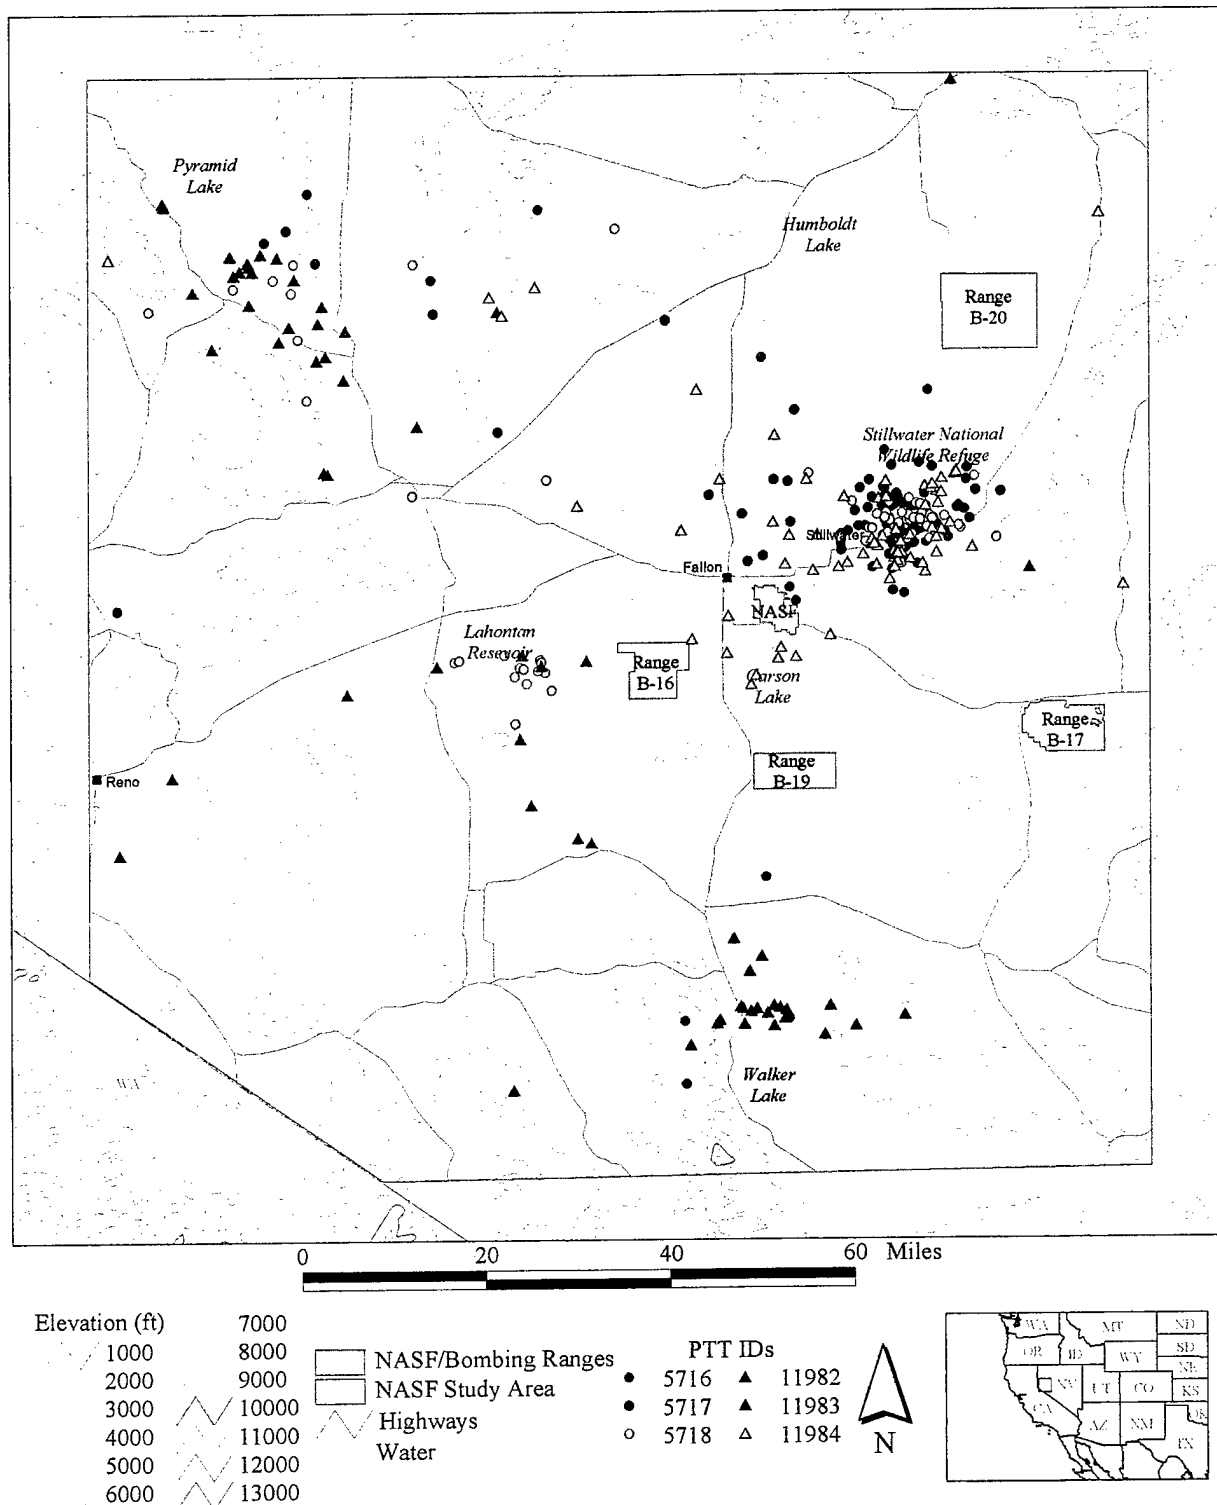 Pyramid
Lake
Humboldt
Lake
Range
B-20
Stillwater National
Wildlife Refuge
Stillwater
Fallon
NASF
Lahontan
Resevoir
Range
B-16
Carson
Lake
Range
B-17
Range
B-19
Reno
Walker
Lake
0 20 40 60 Miles
Elevation (ft)
1000
2000
3000
4000
5000
6000
7000
8000
9000
10000
11000
12000
13000
NASF/Bombing Ranges
NASF Study Area
Highways
Water
PTT IDs
5716 11982
5717 11983
5718 11984
N
WA MT ND
OR ID WY SD
NE
NV UT CO KS
CA AZ NM OK
TX